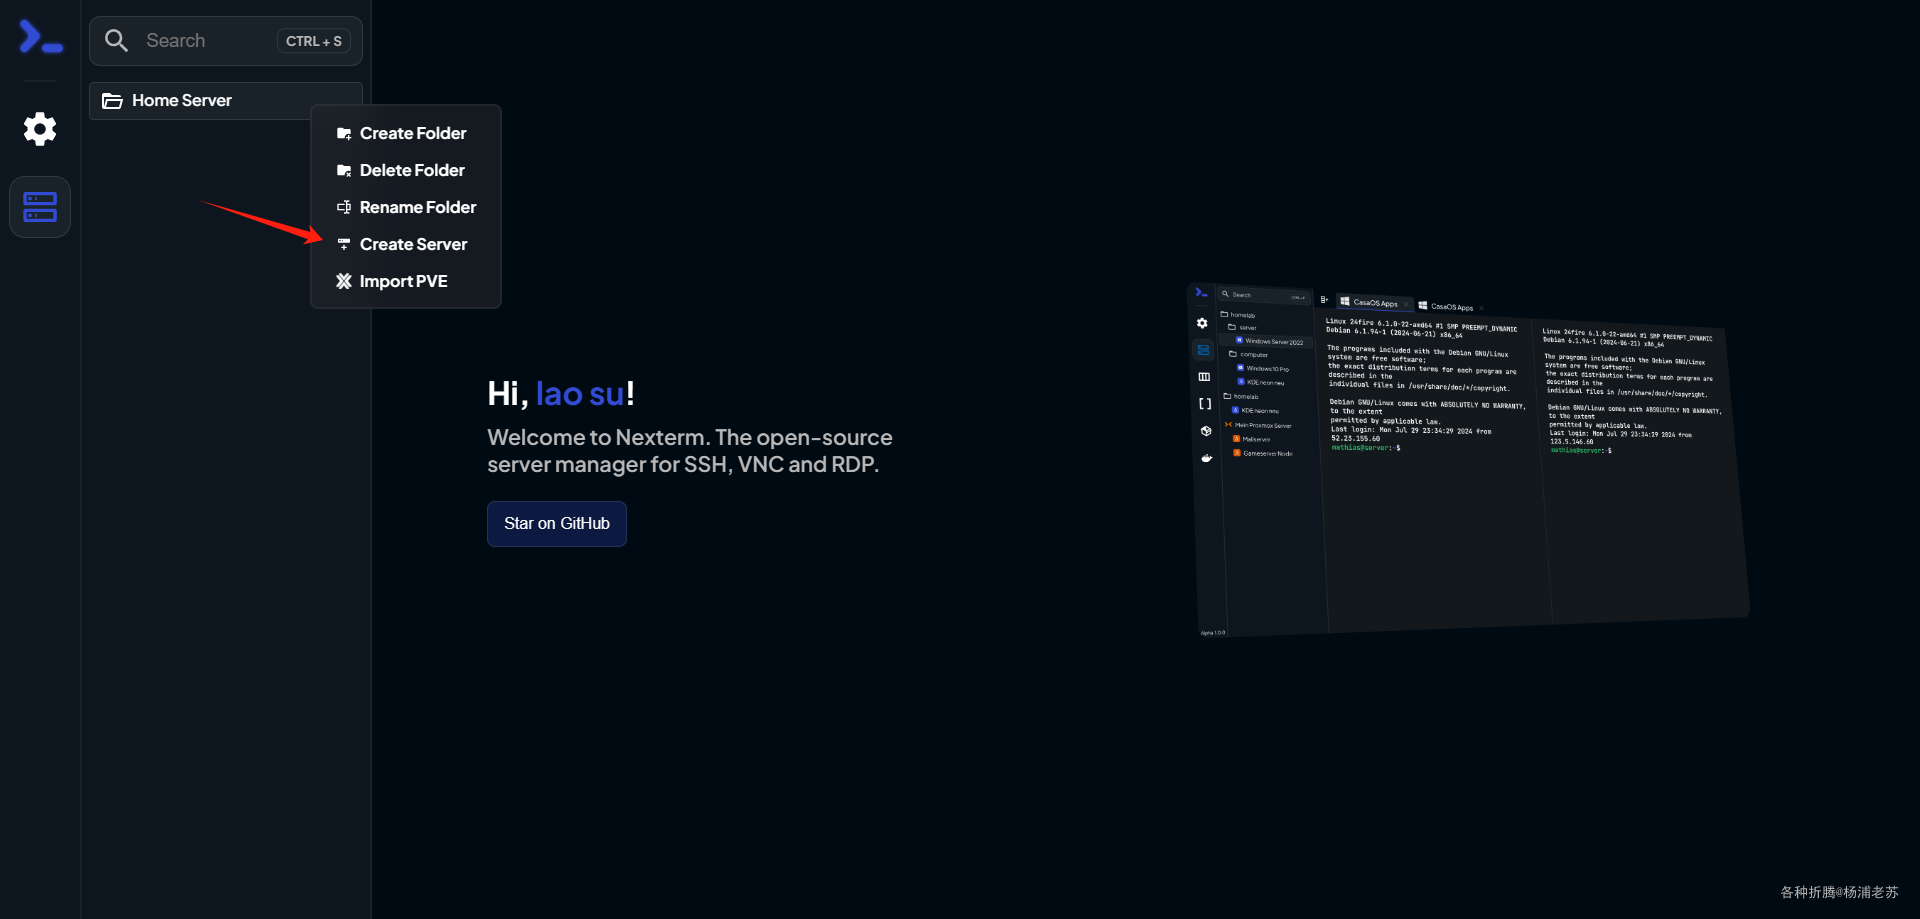 Search
CTRL + S
Home Server
Create Folder
Delete Folder
Rename Folder
Create Server
Import PVE
Hi, lao su!
Welcome to Nexterm. The open-source
server manager for SSH, VNC and RDP.
Star on GitHub
Search
homelab
server
Windows Server 2022
computer
Windows 10 Pro
KDE neon neu
homelab
KDE neon neu
Mein Proxmox Server
Mailserver
Gameserver Node
Alpha 1.0.0
CasaOS Apps
CasaOS Apps
Linux 24fire 6.1.0-22-amd64 #1 SMP PREEMPT_DYNAMIC
Debian 6.1.94-1 (2024-06-21) x86_64
The programs included with the Debian GNU/Linux
system are free software;
the exact distribution terms for each program are
described in the
individual files in /usr/share/doc/*/copyright.
Debian GNU/Linux comes with ABSOLUTELY NO WARRANTY,
to the extent
permitted by applicable law.
Last login: Mon Jul 29 23:34:29 2024 from
52.23.155.60
mathias@server:~$
Linux 24fire 6.1.0-22-amd64 #1 SMP PREEMPT_DYNAMIC
Debian 6.1.94-1 (2024-06-21) x86_64
The programs included with the Debian GNU/Linux
system are free software;
the exact distribution terms for each program are
described in the
individual files in /usr/share/doc/*/copyright.
Debian GNU/Linux comes with ABSOLUTELY NO WARRANTY,
to the extent
permitted by applicable law.
Last login: Mon Jul 29 23:34:29 2024 from
123.5.146.60
mathias@server:~$
各种折腾@杨浦老苏